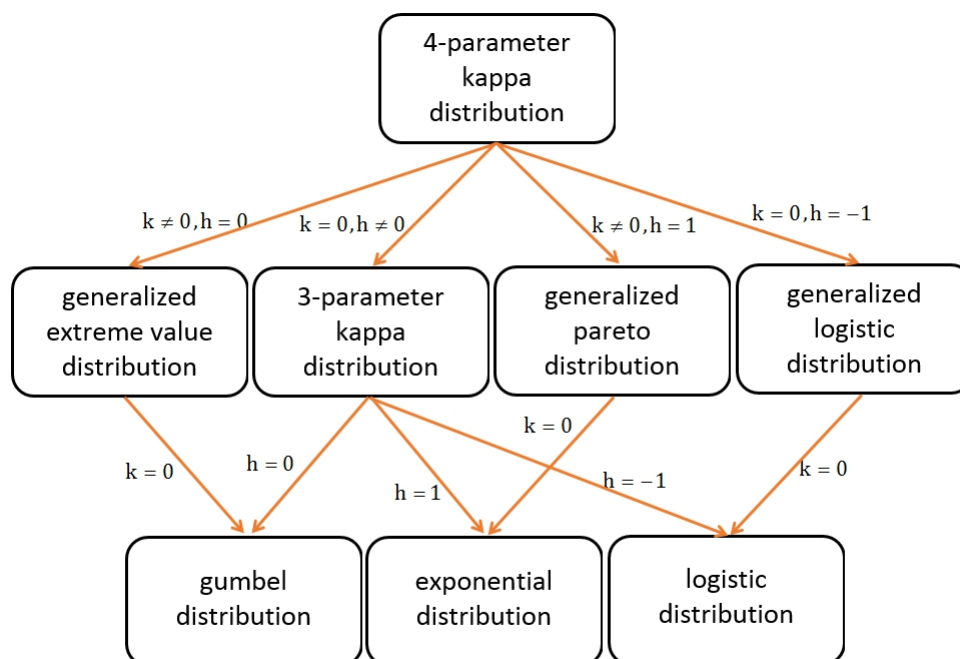 4-parameter
kappa
distribution
k ≠ 0,h = 0
k = 0,h ≠ 0
k ≠ 0,h = 1
k = 0,h = −1
generalized
extreme value
distribution
3-parameter
kappa
distribution
generalized
pareto
distribution
generalized
logistic
distribution
k = 0
h = 0
h = 1
k = 0
h = −1
k = 0
gumbel
distribution
exponential
distribution
logistic
distribution